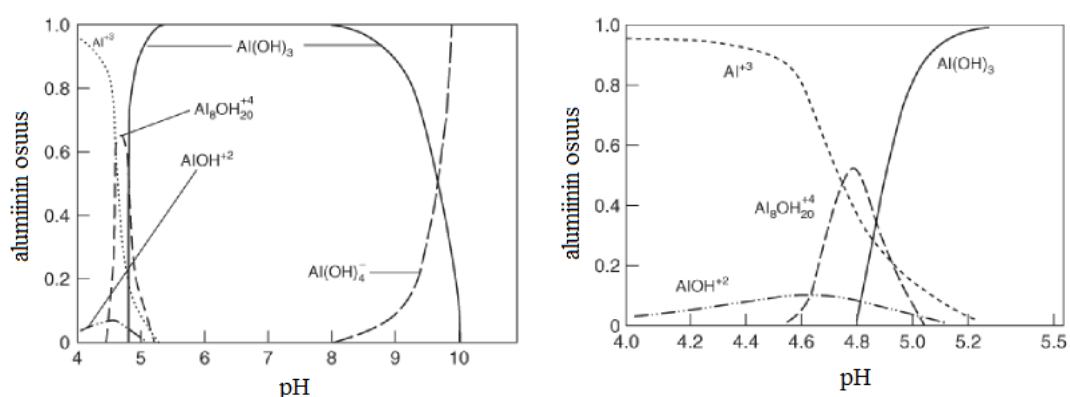 1.0
0.8
0.6
0.4
0.2
0
alumiinin osuus
Al+3
Al(OH)3
Al8OH20+4
AlOH+2
Al(OH)4-
4 5 6 7 8 9 10
pH
1.0
0.8
0.6
0.4
0.2
0
alumiinin osuus
Al+3
Al(OH)3
Al8OH20+4
AlOH+2
4.0 4.2 4.4 4.6 4.8 5.0 5.2 5.5
pH